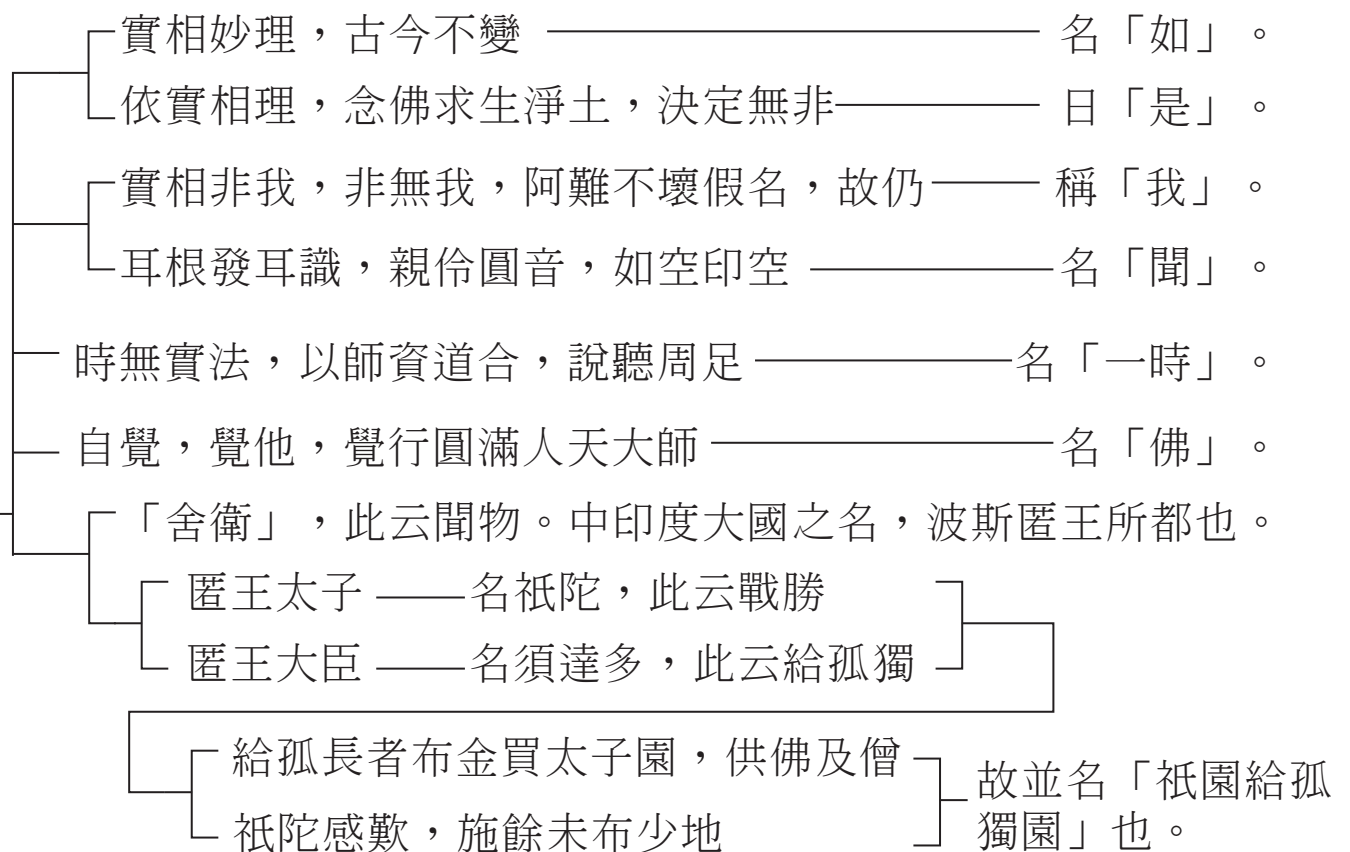 實相妙理，古今不變 名「如」。
依實相理，念佛求生淨土，決定無非 日「是」。
實相非我，非無我，阿難不壞假名，故仍 稱「我」。
耳根發耳識，親伶圓音，如空印空 名「聞」。
時無實法，以師資道合，說聽周足 名「一時」。
自覺，覺他，覺行圓滿人天大師 名「佛」。
「舍衛」，此云聞物。中印度大國之名，波斯匿王所都也。
匿王太子 名祇陀，此云戰勝
匿王大臣 名須達多，此云給孤獨
給孤長者布金買太子園，供佛及僧
祇陀感歎，施餘未布少地
故並名「祇園給孤
獨園」也。